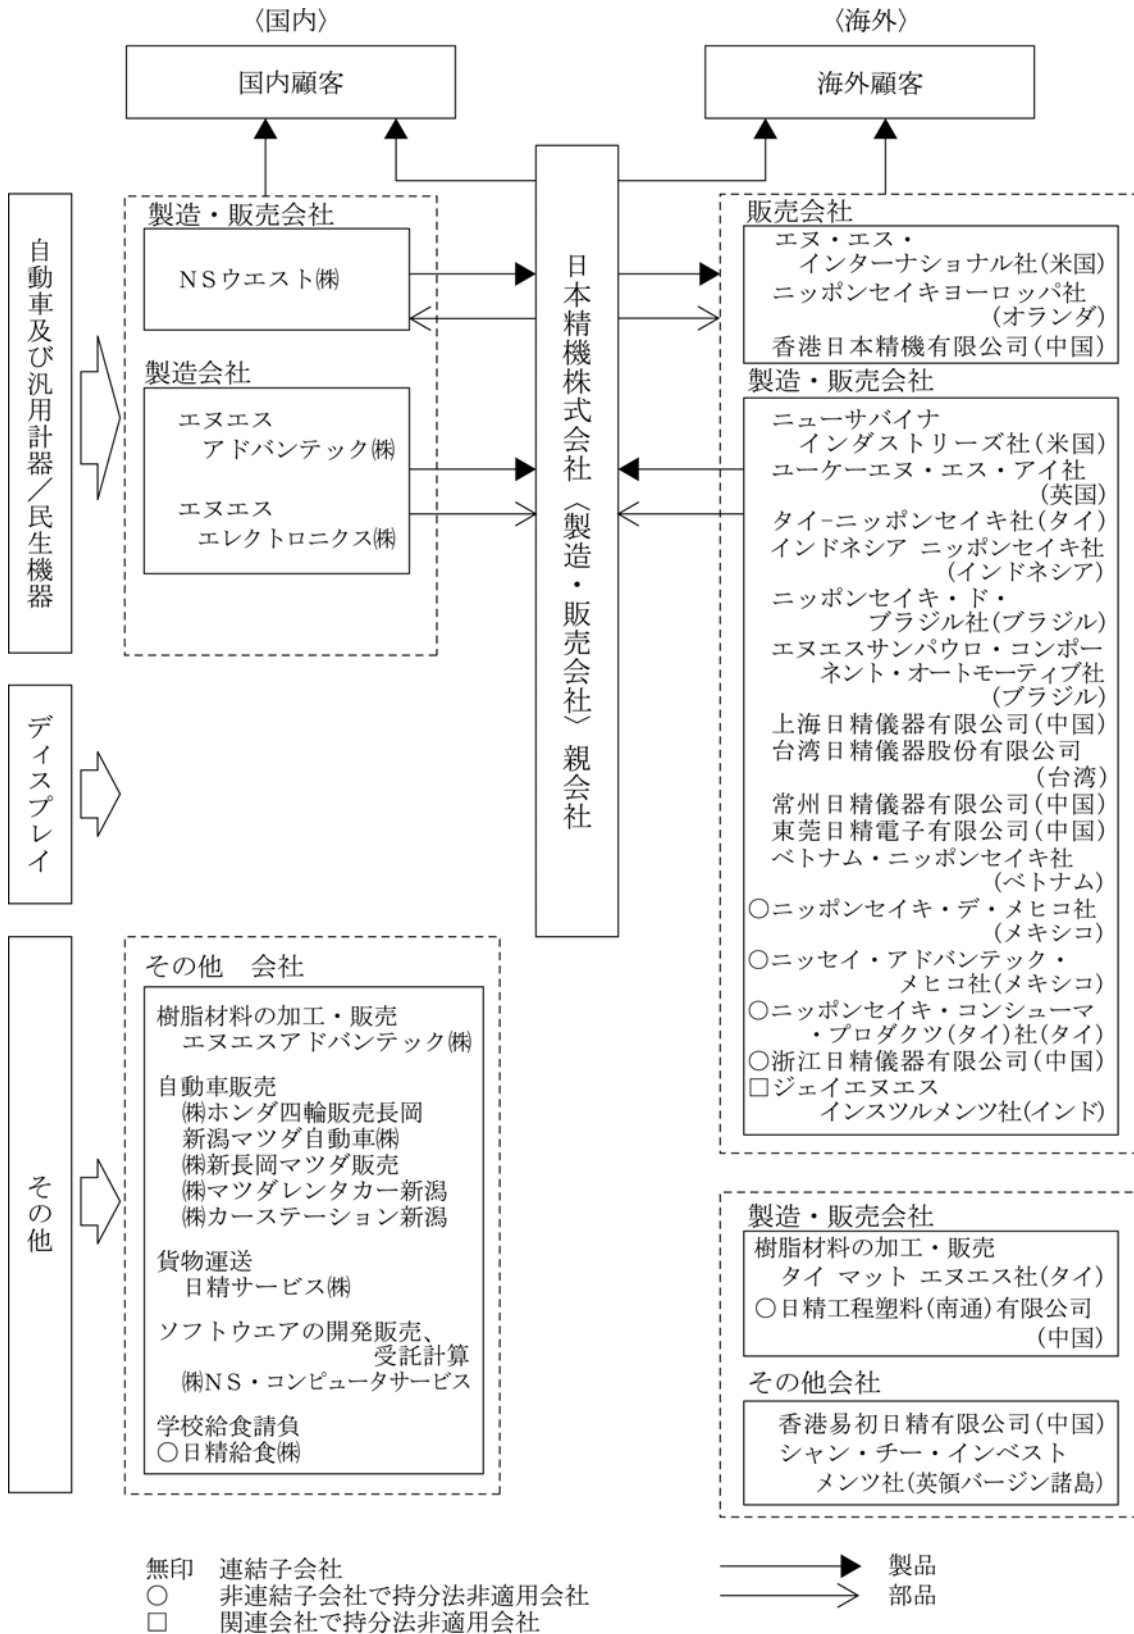 〈国内〉
〈海外〉
国内顧客
海外顧客
自動車及び汎用計器／民生機器
製造・販売会社
NSウエスト㈱
製造会社
エヌエス
アドバンテック㈱
エヌエス
エレクトロニクス㈱
日本精機株式会社〈製造・販売会社〉親会社
販売会社
エヌ・エス・
インターナショナル社(米国)
ニッポンセイキヨーロッパ社
(オランダ)
香港日本精機有限公司(中国)
製造・販売会社
ニューサバイナ
インダストリーズ社(米国)
ユーケーエヌ・エス・アイ社
(英国)
タイ−ニッポンセイキ社(タイ)
インドネシア ニッポンセイキ社
(インドネシア)
ニッポンセイキ・ド・
ブラジル社(ブラジル)
エヌエスサンパウロ・コンポー
ネント・オートモーティブ社
(ブラジル)
上海日精儀器有限公司(中国)
台湾日精儀器股份有限公司
(台湾)
常州日精儀器有限公司(中国)
東莞日精電子有限公司(中国)
ベトナム・ニッポンセイキ社
(ベトナム)
○ニッポンセイキ・デ・メヒコ社
(メキシコ)
○ニッセイ・アドバンテック・
メヒコ社(メキシコ)
○ニッポンセイキ・コンシューマ
・プロダクツ(タイ)社(タイ)
○浙江日精儀器有限公司(中国)
□ジェイエヌエス
インスツルメンツ社(インド)
ディスプレイ
その他
その他　会社
樹脂材料の加工・販売
エヌエスアドバンテック㈱
自動車販売
㈱ホンダ四輪販売長岡
新潟マツダ自動車㈱
㈱新長岡マツダ販売
㈱マツダレンタカー新潟
㈱カーステーション新潟
貨物運送
日精サービス㈱
ソフトウエアの開発販売、
受託計算
㈱NS・コンピュータサービス
学校給食請負
○日精給食㈱
製造・販売会社
樹脂材料の加工・販売
タイ マット エヌエス社(タイ)
○日精工程塑料(南通)有限公司
(中国)
その他会社
香港易初日精有限公司(中国)
シャン・チー・インベスト
メンツ社(英領バージン諸島)
無印　連結子会社
○　非連結子会社で持分法非適用会社
□　関連会社で持分法非適用会社
製品
部品